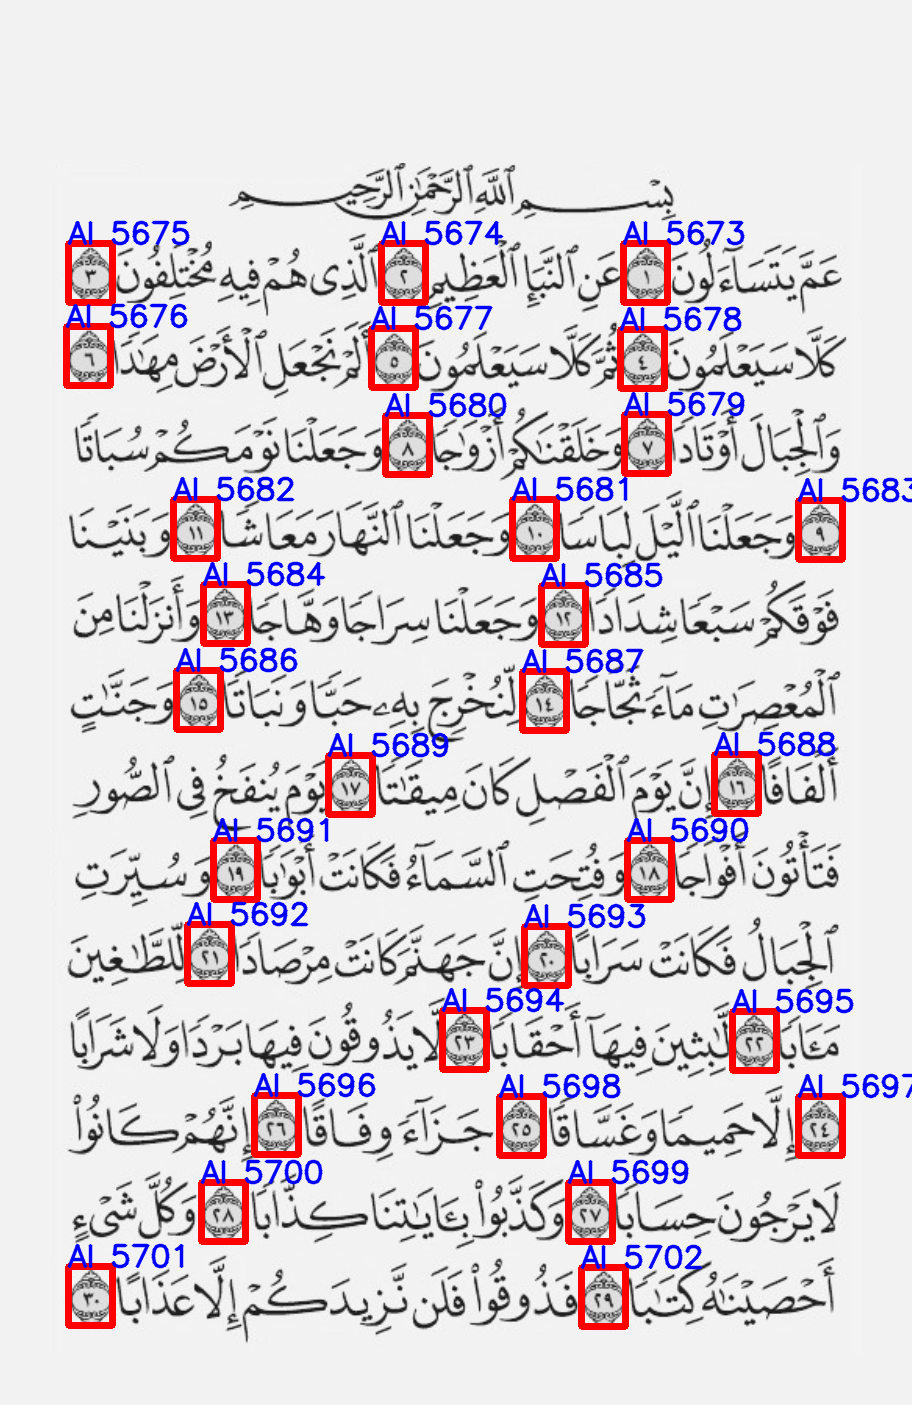 بِسْمِ ٱللَّهِ ٱلرَّحْمَٰنِ ٱلرَّحِيمِ
AI 5673 AI 5674 AI 5675
عَمَّ يَتَسَآءَلُونَ ١ عَنِ ٱلنَّبَإِ ٱلْعَظِيمِ ٢ ٱلَّذِى هُمْ فِيهِ مُخْتَلِفُونَ ٣
AI 5678 AI 5677 AI 5676
كَلَّا سَيَعْلَمُونَ ٤ ثُمَّ كَلَّا سَيَعْلَمُونَ ٥ أَلَمْ نَجْعَلِ ٱلْأَرْضَ مِهَٰدًا ٦
AI 5679 AI 5680
وَٱلْجِبَالَ أَوْتَادًا ٧ وَخَلَقْنَٰكُمْ أَزْوَٰجًا ٨ وَجَعَلْنَا نَوْمَكُمْ سُبَاتًا
AI 5683 AI 5681 AI 5682
٩ وَجَعَلْنَا ٱلَّيْلَ لِبَاسًا ١٠ وَجَعَلْنَا ٱلنَّهَارَ مَعَاشًا ١١ وَبَنَيْنَا
AI 5685 AI 5684
فَوْقَكُمْ سَبْعًا شِدَادًا ١٢ وَجَعَلْنَا سِرَاجًا وَهَّاجًا ١٣ وَأَنزَلْنَا مِنَ
AI 5687 AI 5686
ٱلْمُعْصِرَٰتِ مَآءً ثَجَّاجًا ١٤ لِّنُخْرِجَ بِهِۦ حَبًّا وَنَبَاتًا ١٥ وَجَنَّٰتٍ
AI 5688 AI 5689
أَلْفَافًا ١٦ إِنَّ يَوْمَ ٱلْفَصْلِ كَانَ مِيقَٰتًا ١٧ يَوْمَ يُنفَخُ فِى ٱلصُّورِ
AI 5690 AI 5691
فَتَأْتُونَ أَفْوَاجًا ١٨ وَفُتِحَتِ ٱلسَّمَآءُ فَكَانَتْ أَبْوَٰبًا ١٩ وَسُيِّرَتِ
AI 5693 AI 5692
ٱلْجِبَالُ فَكَانَتْ سَرَابًا ٢٠ إِنَّ جَهَنَّمَ كَانَتْ مِرْصَادًا ٢١ لِّلطَّٰغِينَ
AI 5695 AI 5694
مَـَٔابًا ٢٢ لَّٰبِثِينَ فِيهَآ أَحْقَابًا ٢٣ لَّا يَذُوقُونَ فِيهَا بَرْدًا وَلَا شَرَابًا
AI 5697 AI 5698 AI 5696
٢٤ إِلَّا حَمِيمًا وَغَسَّاقًا ٢٥ جَزَآءً وِفَاقًا ٢٦ إِنَّهُمْ كَانُوا۟
AI 5699 AI 5700
لَا يَرْجُونَ حِسَابًا ٢٧ وَكَذَّبُوا۟ بِـَٔايَٰتِنَا كِذَّابًا ٢٨ وَكُلَّ شَىْءٍ
AI 5702 AI 5701
أَحْصَيْنَٰهُ كِتَٰبًا ٢٩ فَذُوقُوا۟ فَلَن نَّزِيدَكُمْ إِلَّا عَذَابًا ٣٠